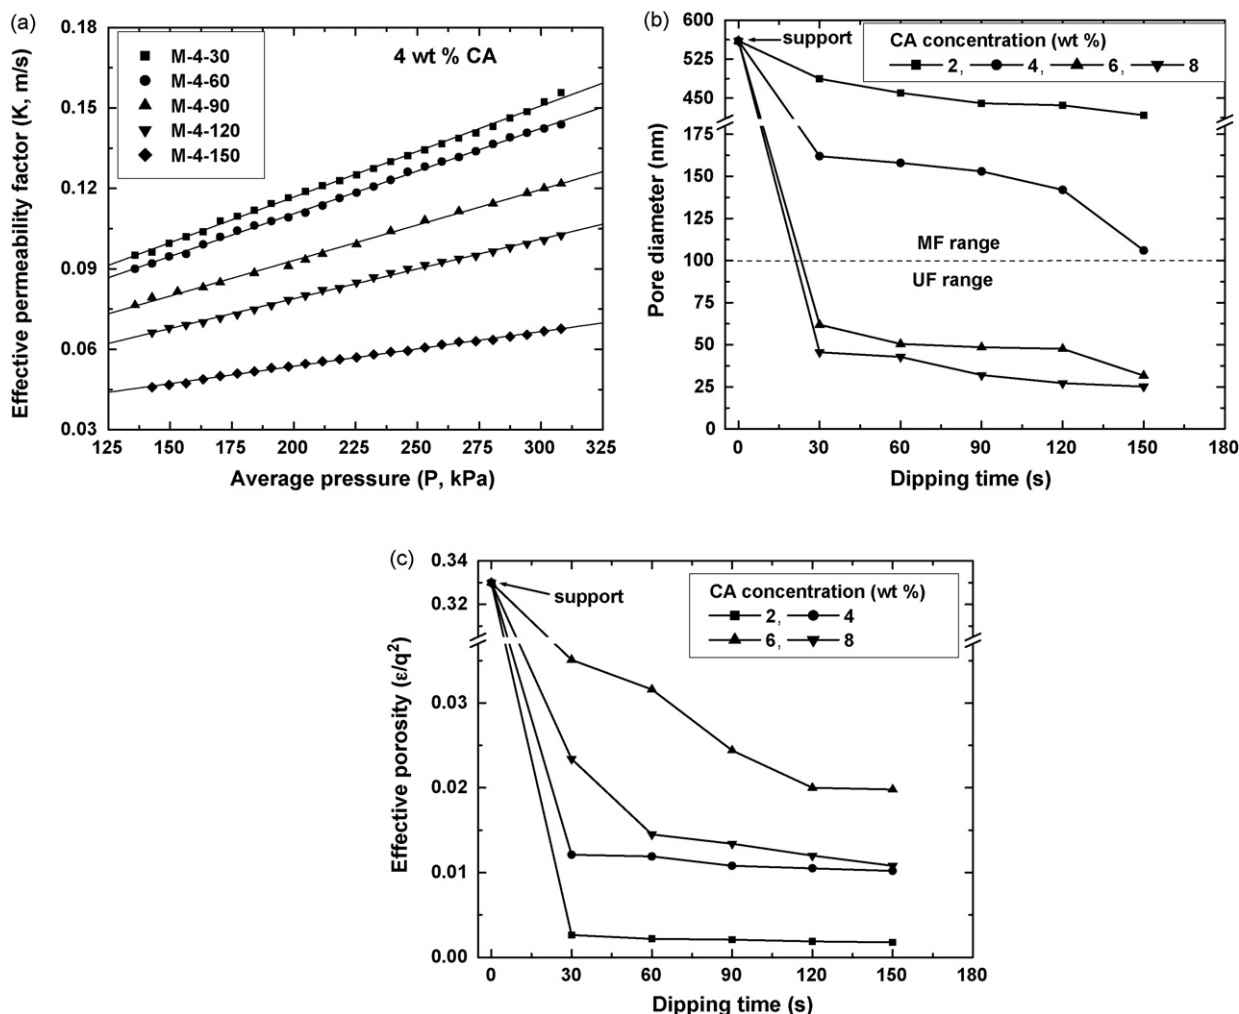 (a)
0.18
0.15
0.12
0.09
0.06
0.03
Effective permeability factor (K, m/s)
M-4-30
M-4-60
M-4-90
M-4-120
M-4-150
4 wt % CA
125 150 175 200 225 250 275 300 325
Average pressure (P, kPa)
(b)
600
525
450
175
150
125
100
75
50
25
0
Pore diameter (nm)
support
CA concentration (wt %)
2, 4, 6, 8
MF range
UF range
0 30 60 90 120 150 180
Dipping time (s)
(c)
0.34
0.32
0.03
0.02
0.01
0.00
Effective porosity (ε/q²)
support
CA concentration (wt %)
2, 4
6, 8
0 30 60 90 120 150 180
Dipping time (s)